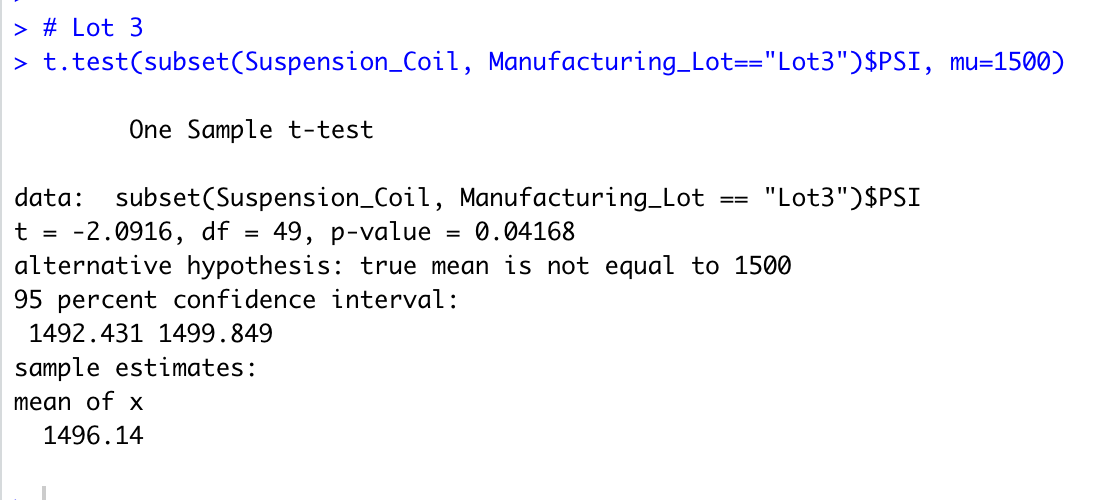 > # Lot 3
> t.test(subset(Suspension_Coil, Manufacturing_Lot=="Lot3")$PSI, mu=1500)
One Sample t-test
data:  subset(Suspension_Coil, Manufacturing_Lot == "Lot3")$PSI
t = -2.0916, df = 49, p-value = 0.04168
alternative hypothesis: true mean is not equal to 1500
95 percent confidence interval:
1492.431 1499.849
sample estimates:
mean of x
1496.14